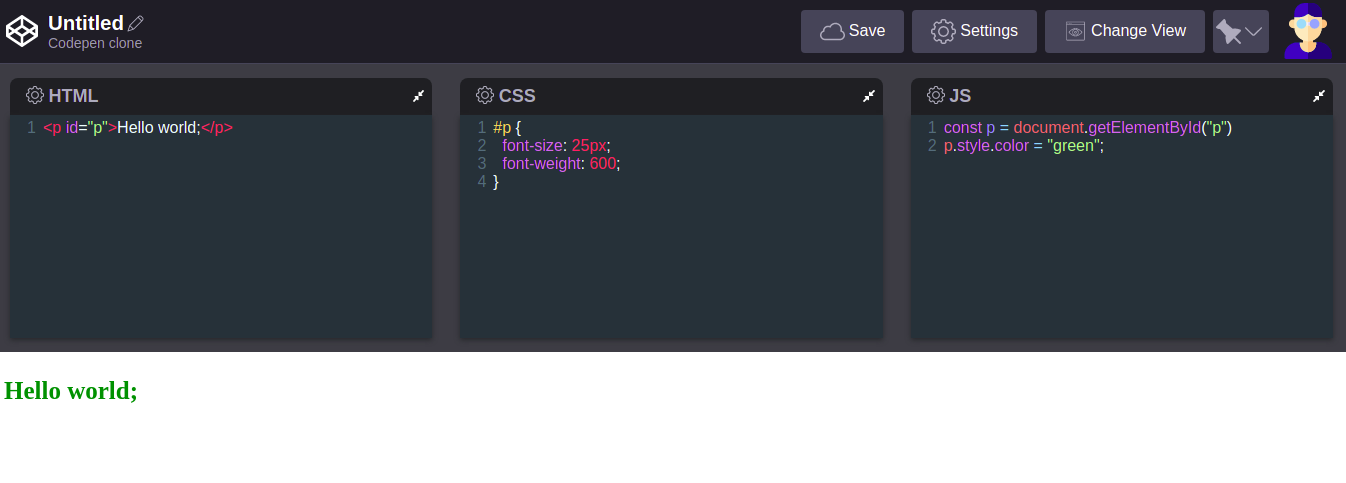 Untitled
Codepen clone
Save
Settings
Change View
HTML
1 <p id="p">Hello world;</p>
CSS
1 #p {
2   font-size: 25px;
3   font-weight: 600;
4 }
JS
1 const p = document.getElementById("p")
2 p.style.color = "green";
Hello world;